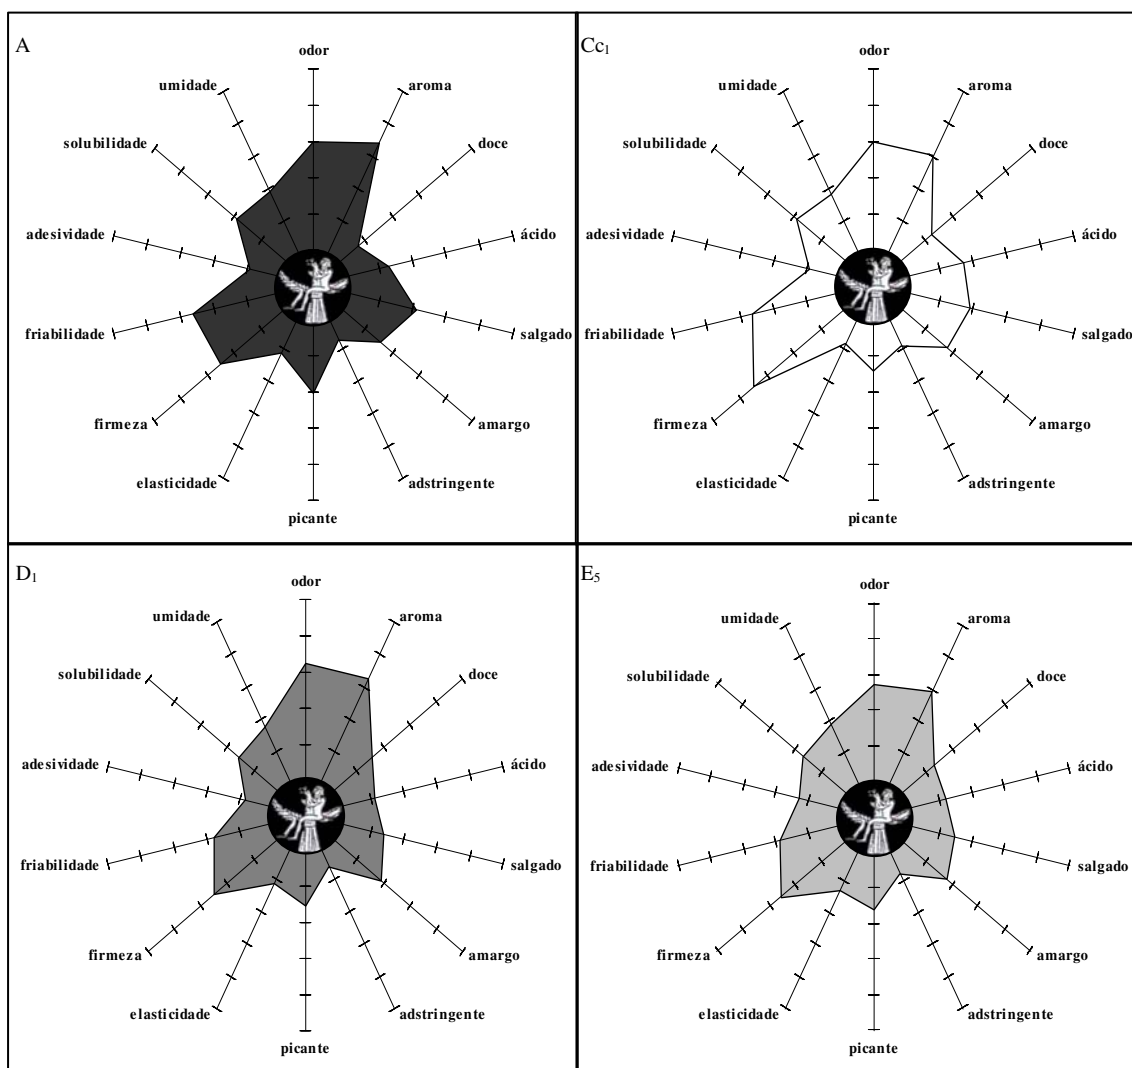 A
odor
umidade
aroma
solubilidade
doce
adesividade
ácido
friabilidade
salgado
firmeza
amargo
elasticidade
adstringente
picante
Cc₁
odor
umidade
aroma
solubilidade
doce
adesividade
ácido
friabilidade
salgado
firmeza
amargo
elasticidade
adstringente
picante
D₁
odor
umidade
aroma
solubilidade
doce
adesividade
ácido
friabilidade
salgado
firmeza
amargo
elasticidade
adstringente
picante
E₅
odor
umidade
aroma
solubilidade
doce
adesividade
ácido
friabilidade
salgado
firmeza
amargo
elasticidade
adstringente
picante